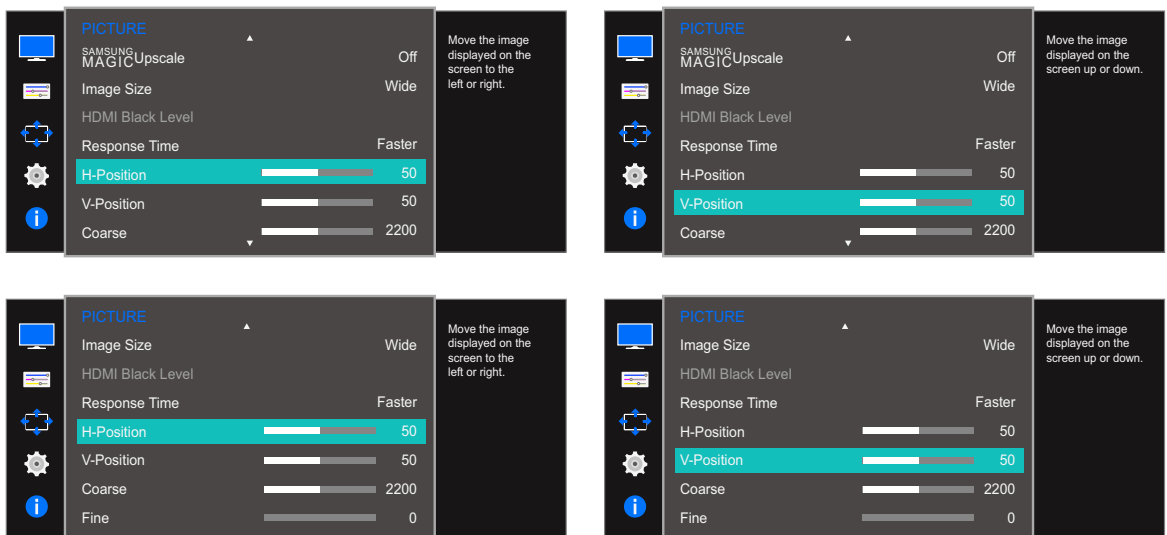 PICTURE
SAMSUNG
MAGICUpscale Off
Image Size Wide
HDMI Black Level
Response Time Faster
H-Position 50
V-Position 50
Coarse 2200
Move the image
displayed on the
screen to the
left or right.
PICTURE
SAMSUNG
MAGICUpscale Off
Image Size Wide
HDMI Black Level
Response Time Faster
H-Position 50
V-Position 50
Coarse 2200
Move the image
displayed on the
screen up or down.
PICTURE
Image Size Wide
HDMI Black Level
Response Time Faster
H-Position 50
V-Position 50
Coarse 2200
Fine 0
Move the image
displayed on the
screen to the
left or right.
PICTURE
Image Size Wide
HDMI Black Level
Response Time Faster
H-Position 50
V-Position 50
Coarse 2200
Fine 0
Move the image
displayed on the
screen up or down.